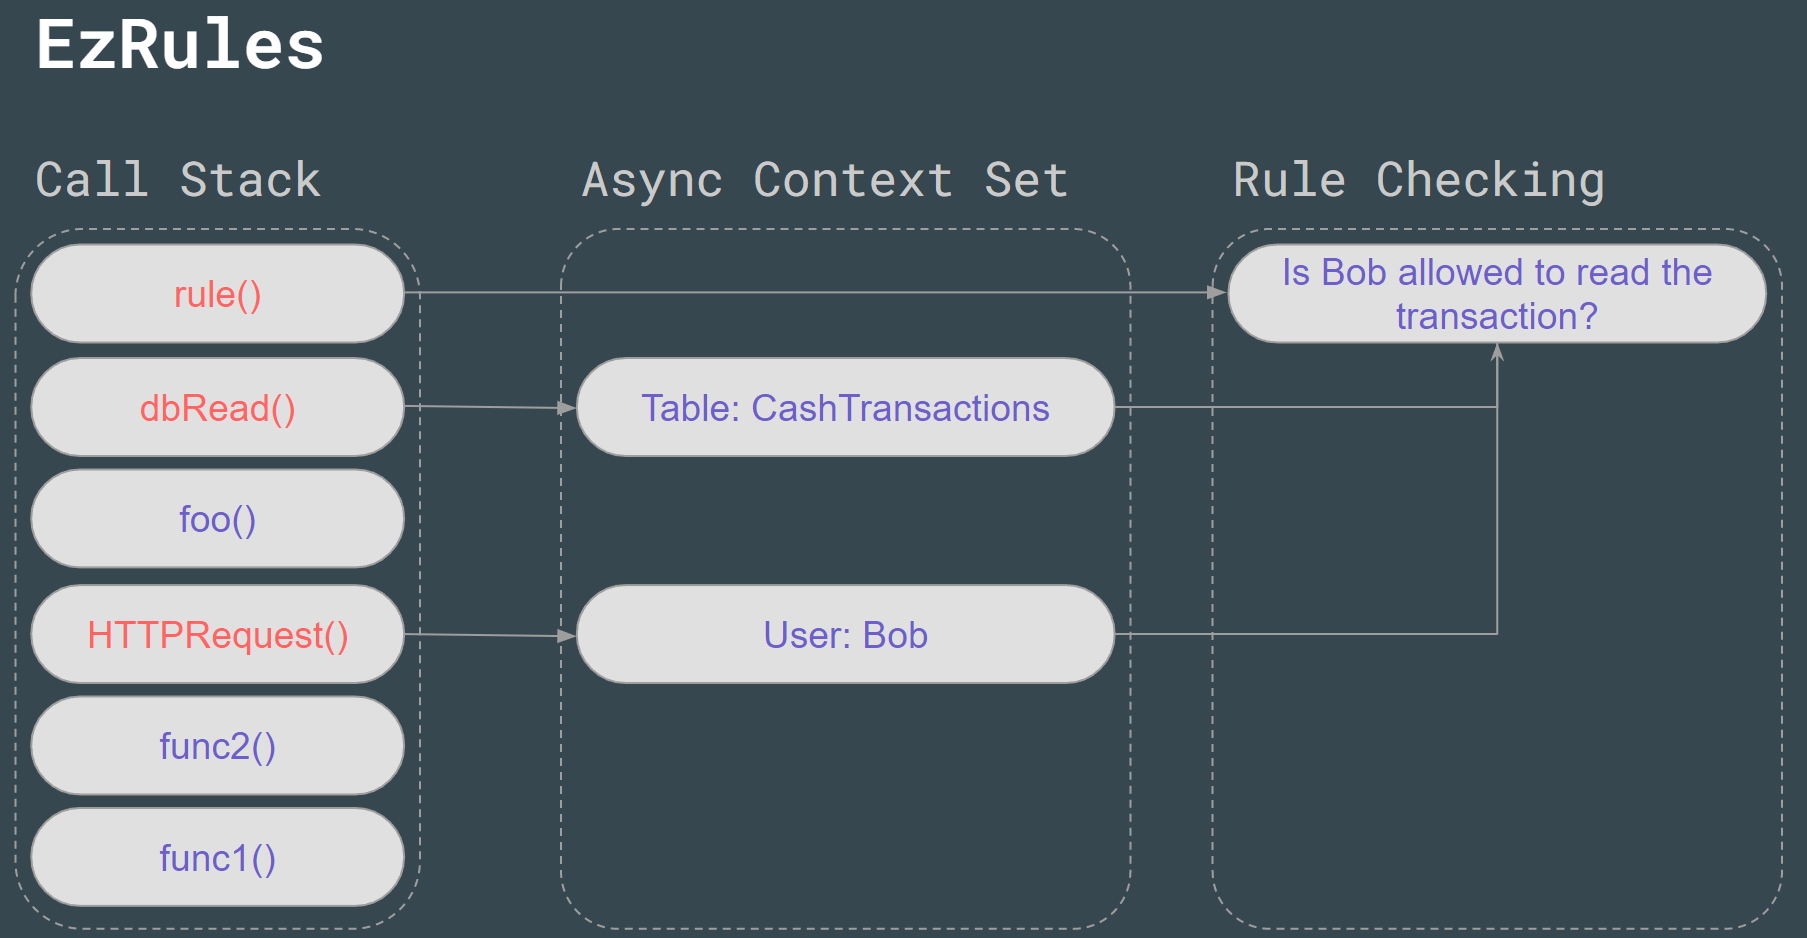 EzRules
Call Stack
rule()
dbRead()
foo()
HTTPRequest()
func2()
func1()
Async Context Set
Table: CashTransactions
User: Bob
Rule Checking
Is Bob allowed to read the
transaction?